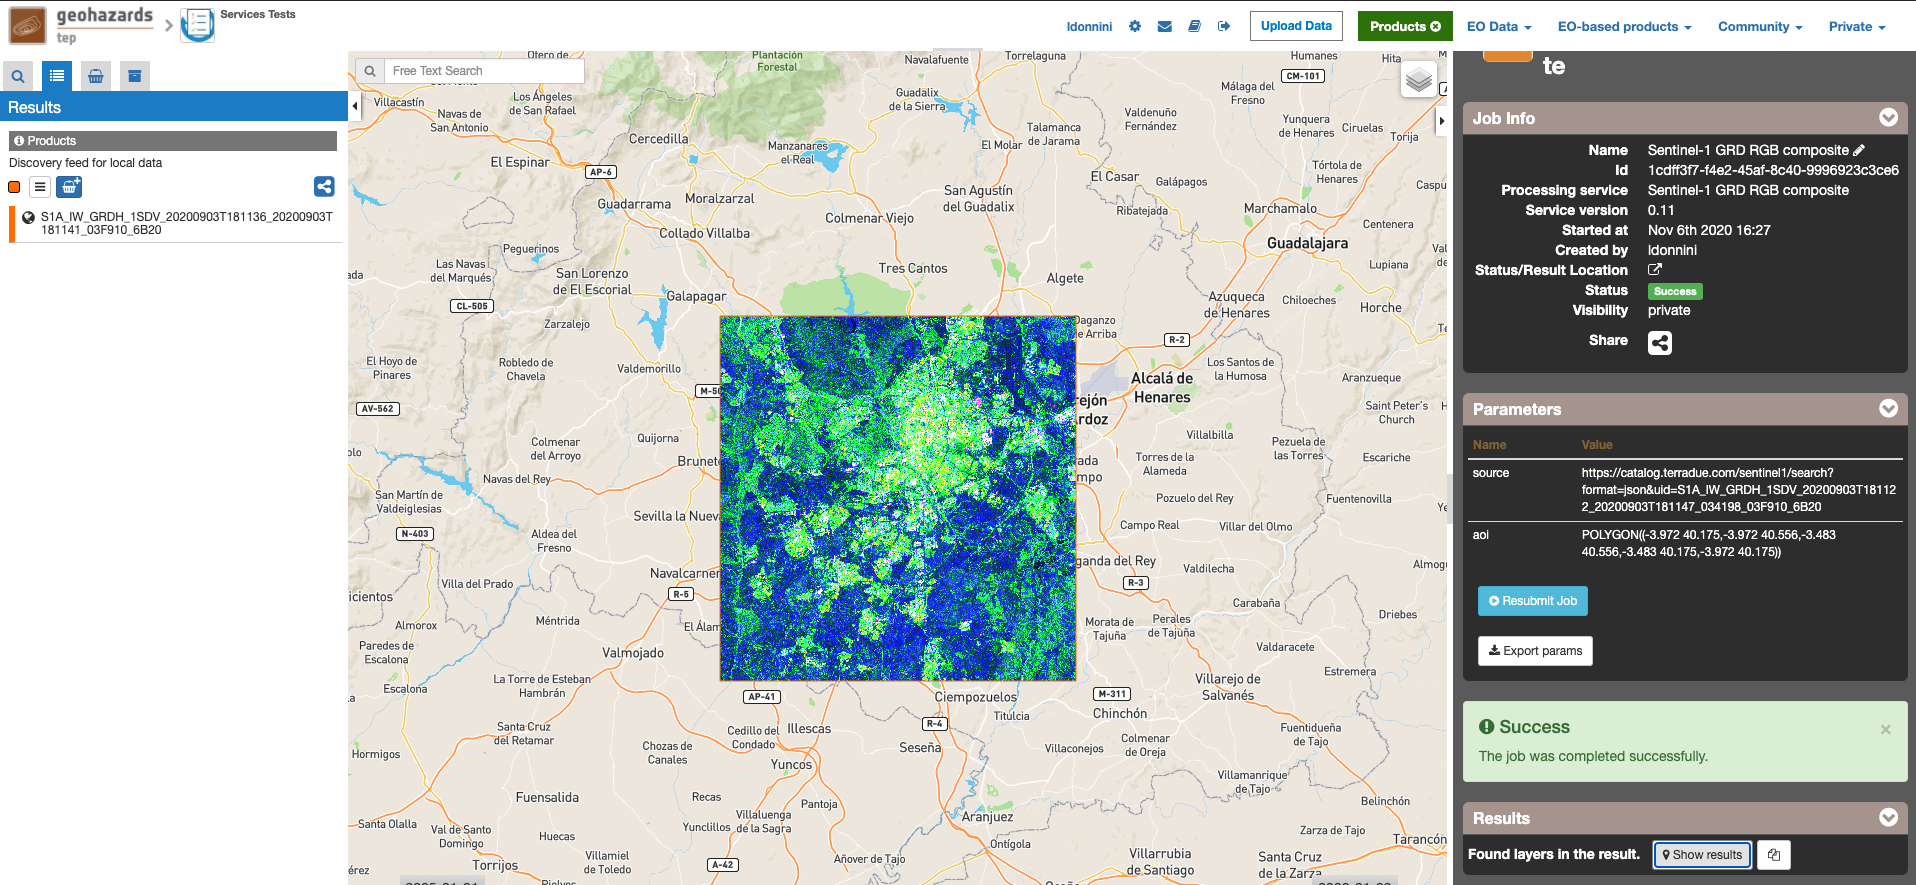 geohazards
tep
Services Tests
ldonnini
Upload Data
Products
EO Data
EO-based products
Community
Private
Results
Products
Discovery feed for local data
S1A_IW_GRDH_1SDV_20200903T181136_20200903T
181141_03F910_6B20
Free Text Search
Otero de
Plantación
Forestal
Navalafuente
Torrelaguna
Humanes
Hita
CM-101
Villacastín
Los Ángeles
de San Rafael
Guadalix
de la Sierra
Málaga del
Fresno
Navas de
San Antonio
Cercedilla
Valdenuño
Fernández
Yunquera
de Henares
Ciruelas
Torija
Talamanca
de Jarama
El Espinar
Manzanares
el Real
El Molar
AP-6
Tórtola de
Henares
El Casar
Galápagos
Caspu
San Agustín
del Guadalix
Moralzarzal
Guadarrama
Colmenar Viejo
Ribatejada
Marchamalo
Centenera
Collado Villalba
Guadalajara
Peguerinos
Las Navas
del Marqués
San Lorenzo
de El Escorial
Tres Cantos
Algete
Lupiana
Galapagar
Azuqueca
de Henares
Chiloeches
Horche
CL-505
Zarzalejo
Daganzo
de Arriba
R-2
El Hoyo de
Pinares
Robledo de
Chavela
Valdemorillo
Los Santos de
la Humosa
Aranzueque
Alcalá de
Henares
M-50
AV-562
rejón
rdoz
Saint Peter's
Church
Colmenar
del Arroyo
Quijorna
Villalbilla
Pezuela de
las Torres
Brunete
Torres de la
Alameda
Escariche
Navas del Rey
San Martín de
Valdeiglesias
Pozuelo del Rey
Fuentenovilla
Sevilla la Nueva
Campo Real
Villar del Olmo
N-403
Aldea del
Fresno
ganda del Rey
Valdilecha
Almog
Navalcarner
Villa del Prado
R-3
R-5
Carabaña
Driebes
Almorox
Méntrida
El Álam
Morata de
Tajuña
Perales
de Tajuña
Paredes de
Escalona
Valmojado
Valdaracete
Estremera
Escalona
La Torre de Esteban
Hambrán
AP-41
Ciempozuelos
M-311
Villarejo de
Salvanés
Titulcia
Chinchón
Santa Cruz
del Retamar
Cedillo del
Condado
Illescas
R-4
Fuentidueña
de Tajo
Hormigos
Chozas de
Canales
Seseña
Villaconejos
Colmenar
de Oreja
Yuncos
Villamanrique
de Tajo
Fuensalida
Recas
Pantoja
Belinchón
Santa Olalla
Val de Santo
Domingo
Huecas
Yunclillos
Villaluenga
de la Sagra
Aranjuez
Zarza de Tajo
Tarancón
Ontígola
Torrijos
Villamiel
de Toledo
A-42
Añover de Tajo
Villarrubia
de Santiago
Santa Cruz
de la Zarza
te
Job Info
Name Sentinel-1 GRD RGB composite
Id 1cdff3f7-f4e2-45af-8c40-9996923c3ce6
Processing service Sentinel-1 GRD RGB composite
Service version 0.11
Started at Nov 6th 2020 16:27
Created by ldonnini
Status/Result Location
Status Success
Visibility private
Share
Parameters
Name Value
source https://catalog.terradue.com/sentinel1/search?
format=json&uid=S1A_IW_GRDH_1SDV_20200903T18112
2_20200903T181147_034198_03F910_6B20
aoi POLYGON((-3.972 40.175,-3.972 40.556,-3.483
40.556,-3.483 40.175,-3.972 40.175))
Resubmit Job
Export params
Success
The job was completed successfully.
Results
Found layers in the result. Show results